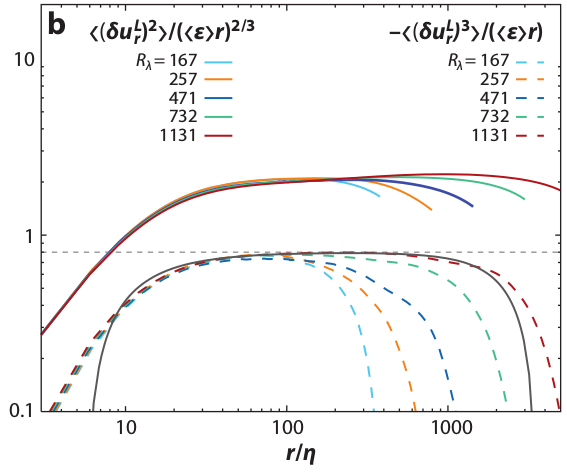 b
⟨(δu_r^L)²⟩/(⟨ε⟩r)^{2/3}
−⟨(δu_r^L)³⟩/(⟨ε⟩r)
R_λ = 167
257
471
732
1131
R_λ = 167
257
471
732
1131
10
1
0.1
10
100
1000
r/η